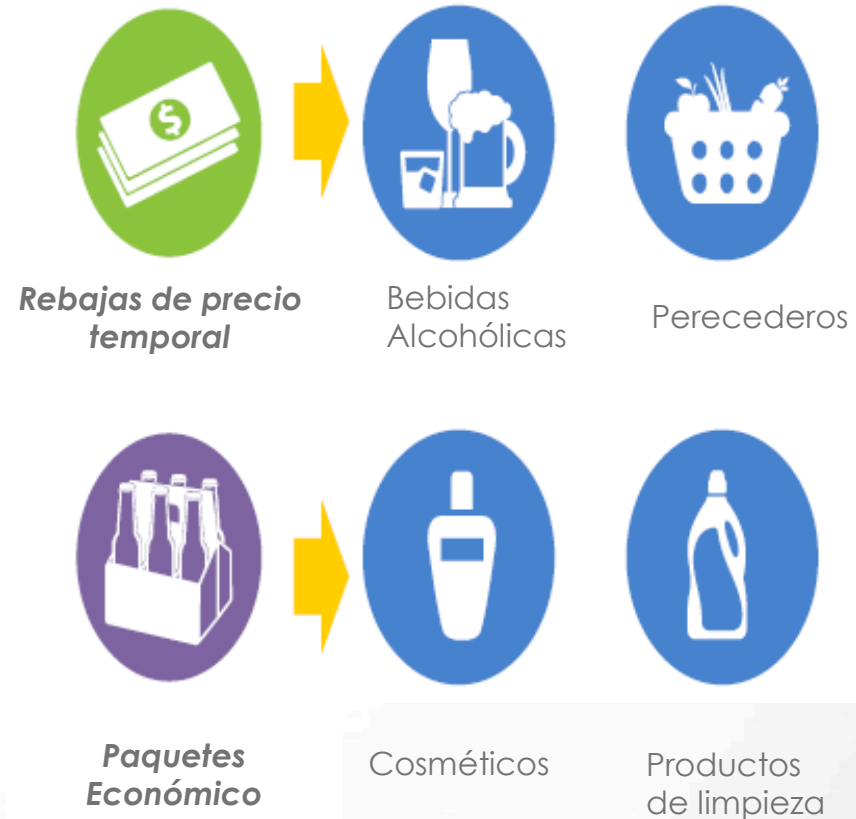 $
Rebajas de precio
temporal
Bebidas
Alcohólicas
Perecederos
Paquetes
Económico
Cosméticos
Productos
de limpieza